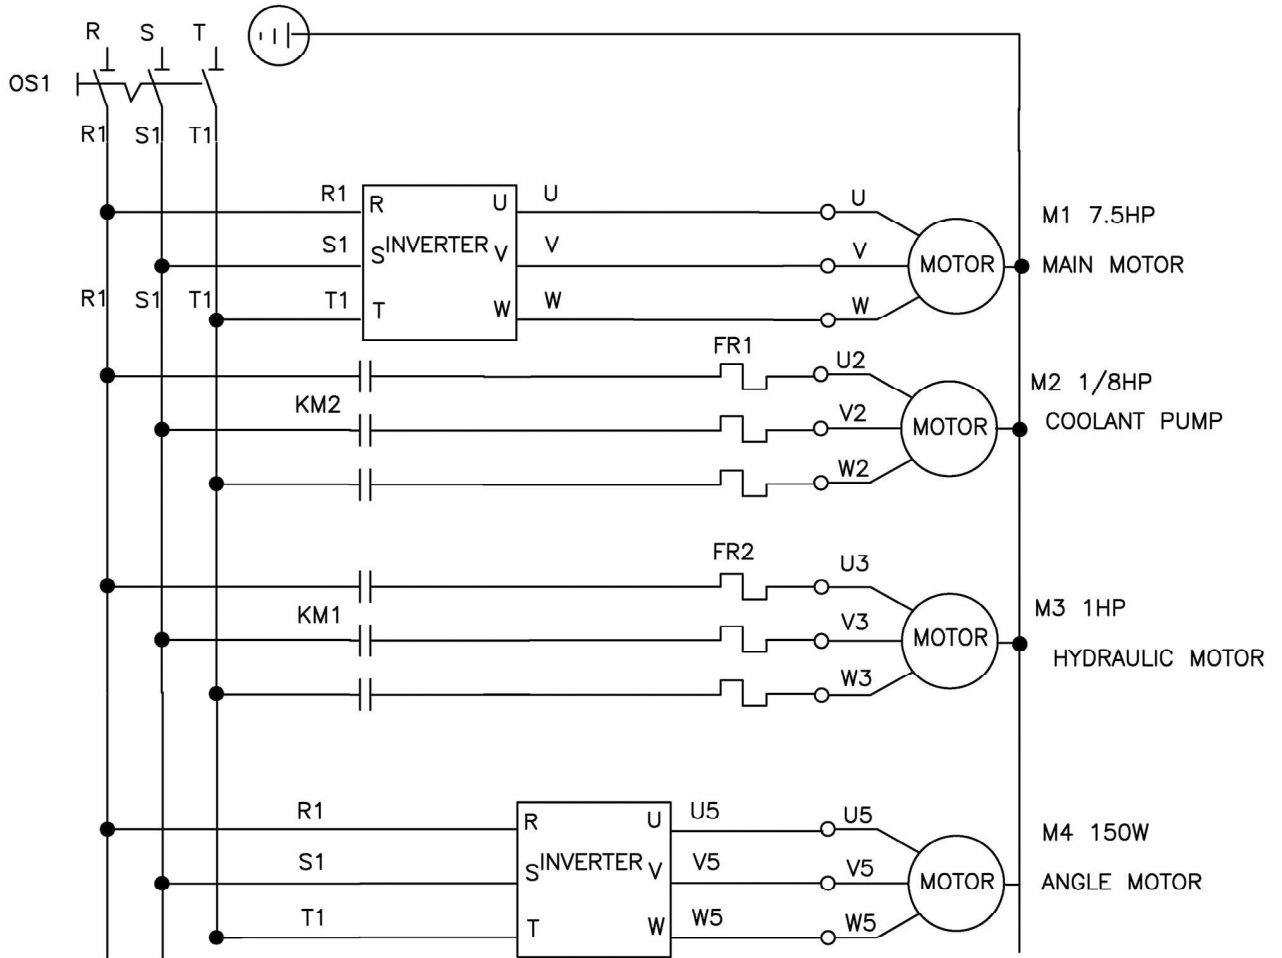 R S T
OS1
R1 S1 T1
R1 R U U U
M1 7.5HP
S1 S INVERTER V V V
MOTOR MAIN MOTOR
R1 S1 T1 T1 T W W W
FR1 U2
M2 1/8HP
KM2 V2
MOTOR COOLANT PUMP
W2
FR2 U3
M3 1HP
KM1 V3
MOTOR
HYDRAULIC MOTOR
W3
R1 R U U5 U5
M4 150W
S1 S INVERTER V V5 V5
MOTOR ANGLE MOTOR
T1 T W W5 W5